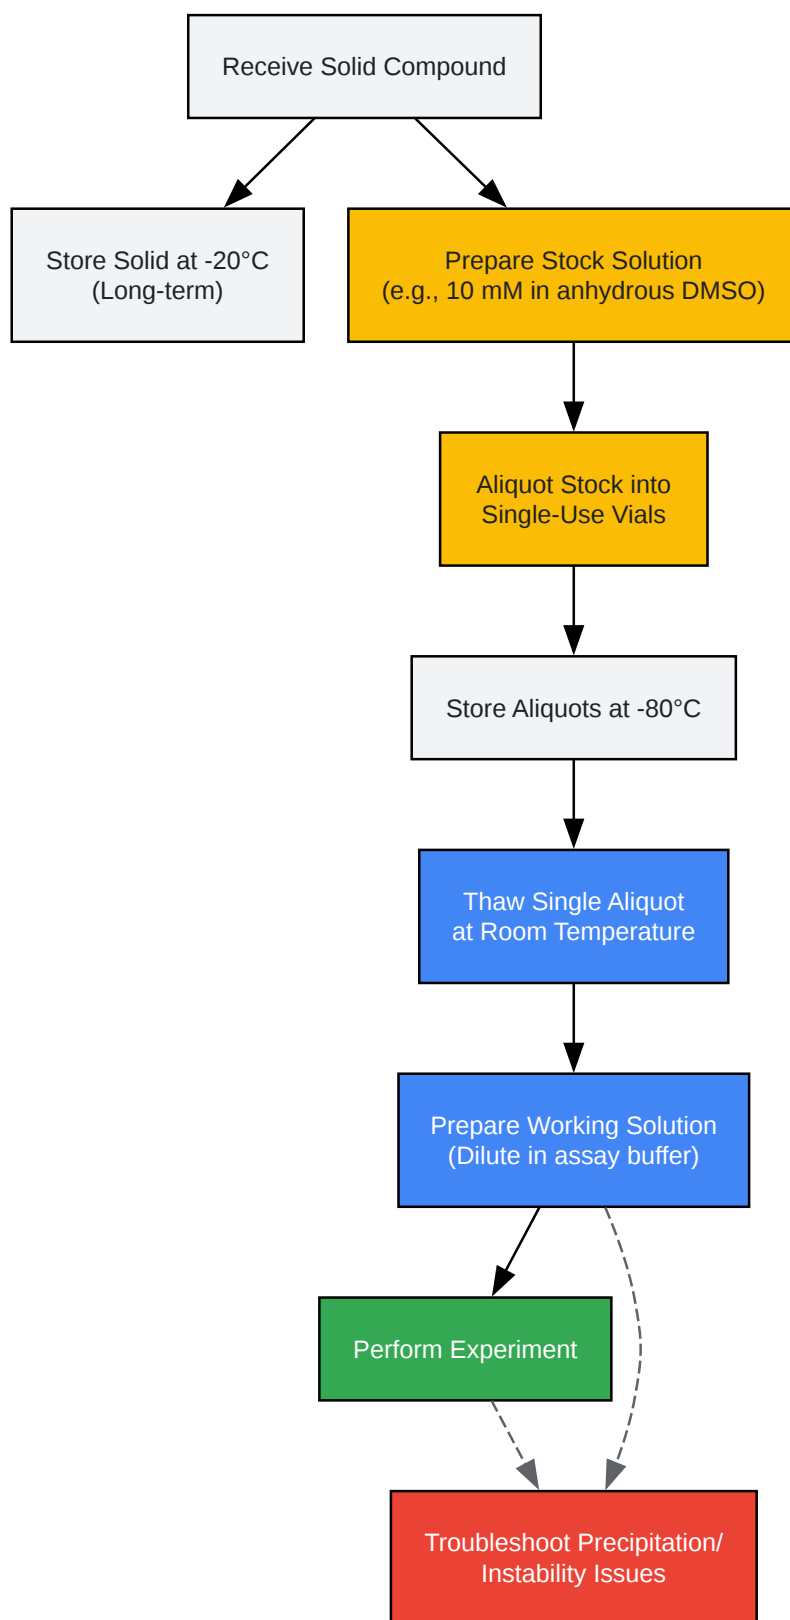 Receive Solid Compound
Store Solid at -20°C
(Long-term)
Prepare Stock Solution
(e.g., 10 mM in anhydrous DMSO)
Aliquot Stock into
Single-Use Vials
Store Aliquots at -80°C
Thaw Single Aliquot
at Room Temperature
Prepare Working Solution
(Dilute in assay buffer)
Perform Experiment
Troubleshoot Precipitation/
Instability Issues